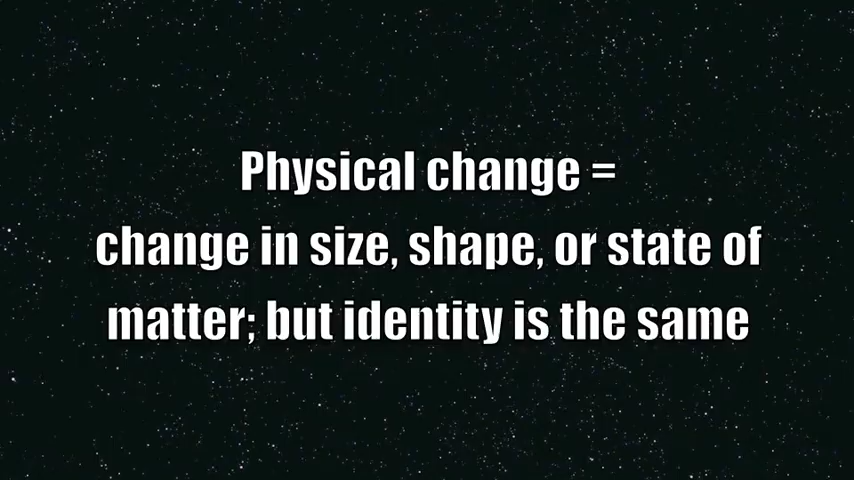 Physical change =
change in size, shape, or state of
matter; but identity is the same